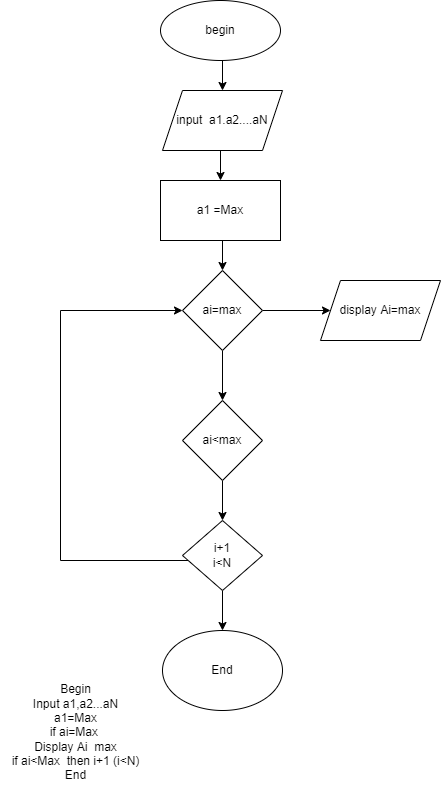 begin
input  a1.a2....aN
a1 =Max
ai=max
display Ai=max
ai<max
i+1
i<N
End
Begin
Input a1,a2...aN
a1=Max
if ai=Max
Display Ai  max
if ai<Max  then i+1 (i<N)
End